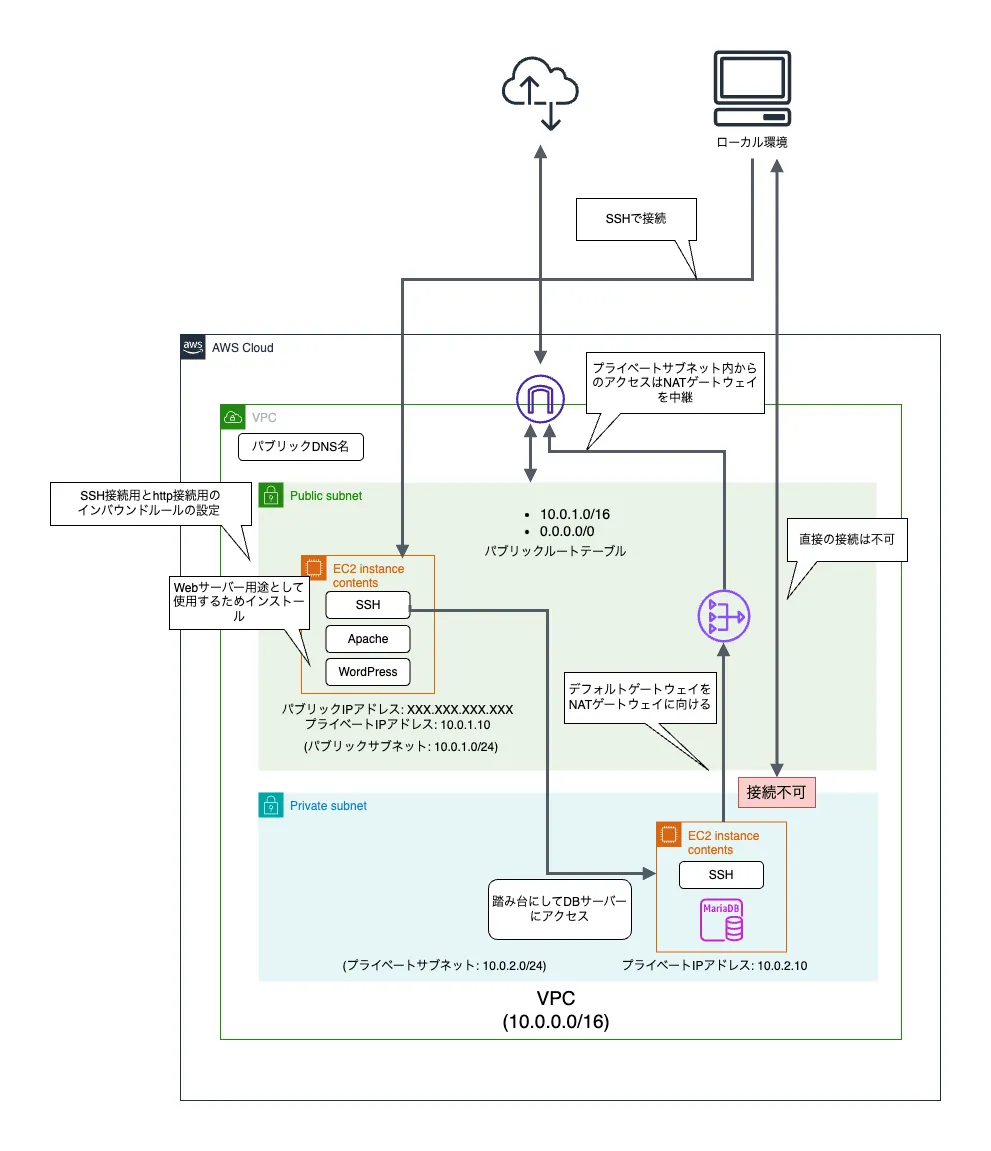 ローカル環境
SSHで接続
aws
AWS Cloud
プライベートサブネット内から
のアクセスはNATゲートウェイ
を中継
VPC
パブリックDNS名
SSH接続用とhttp接続用の
インバウンドルールの設定
Public subnet
• 10.0.1.0/16
• 0.0.0.0/0
パブリックルートテーブル
直接の接続は不可
EC2 instance
contents
Webサーバー用途として
使用するためインストー
ル
SSH
Apache
WordPress
デフォルトゲートウェイを
NATゲートウェイに向ける
パブリックIPアドレス: XXX.XXX.XXX.XXX
プライベートIPアドレス: 10.0.1.10
(パブリックサブネット: 10.0.1.0/24)
接続不可
Private subnet
EC2 instance
contents
SSH
MariaDB
踏み台にしてDBサーバー
にアクセス
(プライベートサブネット: 10.0.2.0/24)
プライベートIPアドレス: 10.0.2.10
VPC
(10.0.0.0/16)